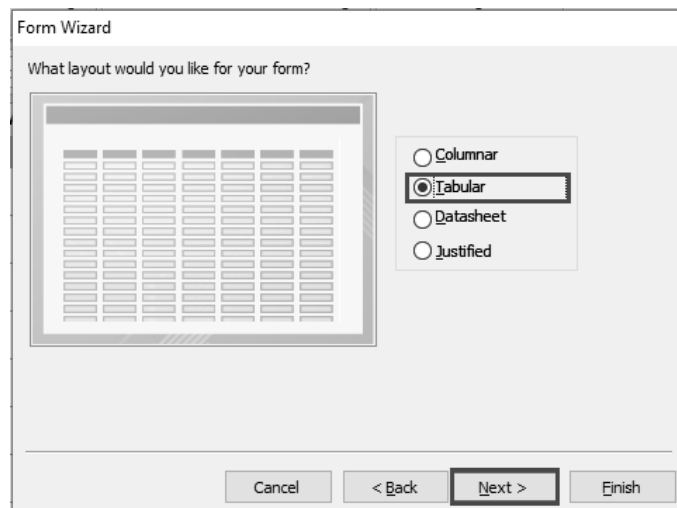 Form Wizard
What layout would you like for your form?
Columnar
Tabular
Datasheet
Justified
Cancel < Back Next > Finish